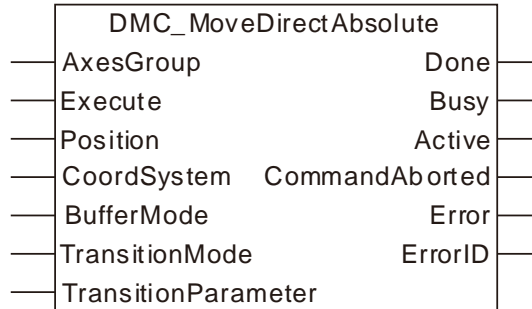 DMC_MoveDirectAbsolute
AxesGroup Done
Execute Busy
Position Active
CoordSystem CommandAborted
BufferMode Error
TransitionMode ErrorID
TransitionParameter